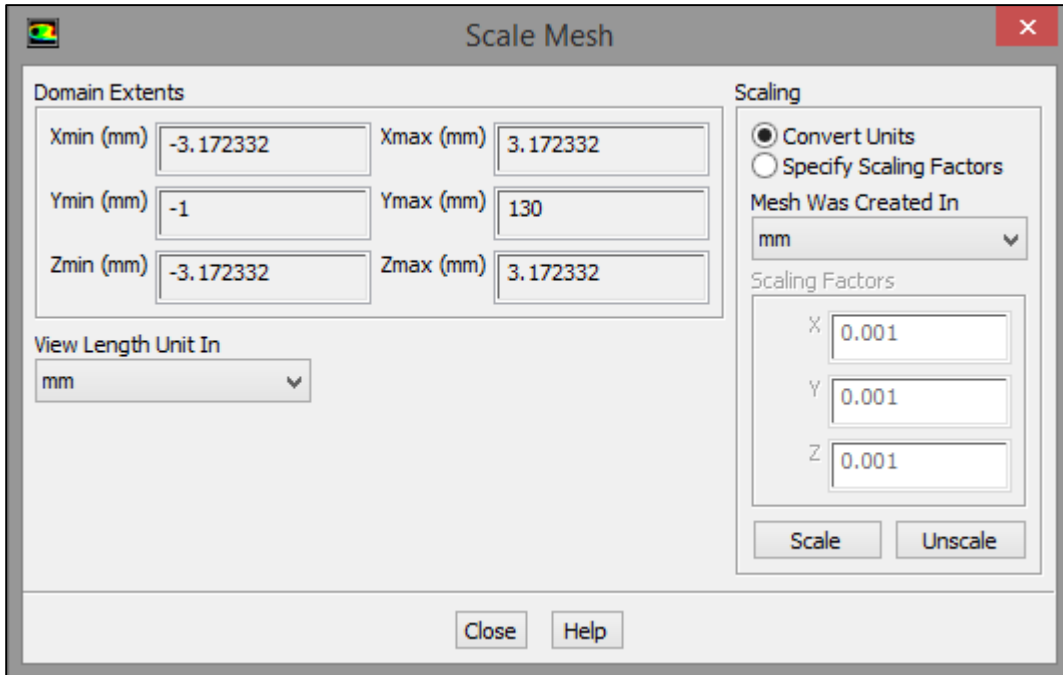 Scale Mesh
Domain Extents
Xmin (mm) -3.172332 Xmax (mm) 3.172332
Ymin (mm) -1 Ymax (mm) 130
Zmin (mm) -3.172332 Zmax (mm) 3.172332
View Length Unit In
mm
Scaling
Convert Units
Specify Scaling Factors
Mesh Was Created In
mm
Scaling Factors
X 0.001
Y 0.001
Z 0.001
Scale Unscale
Close Help